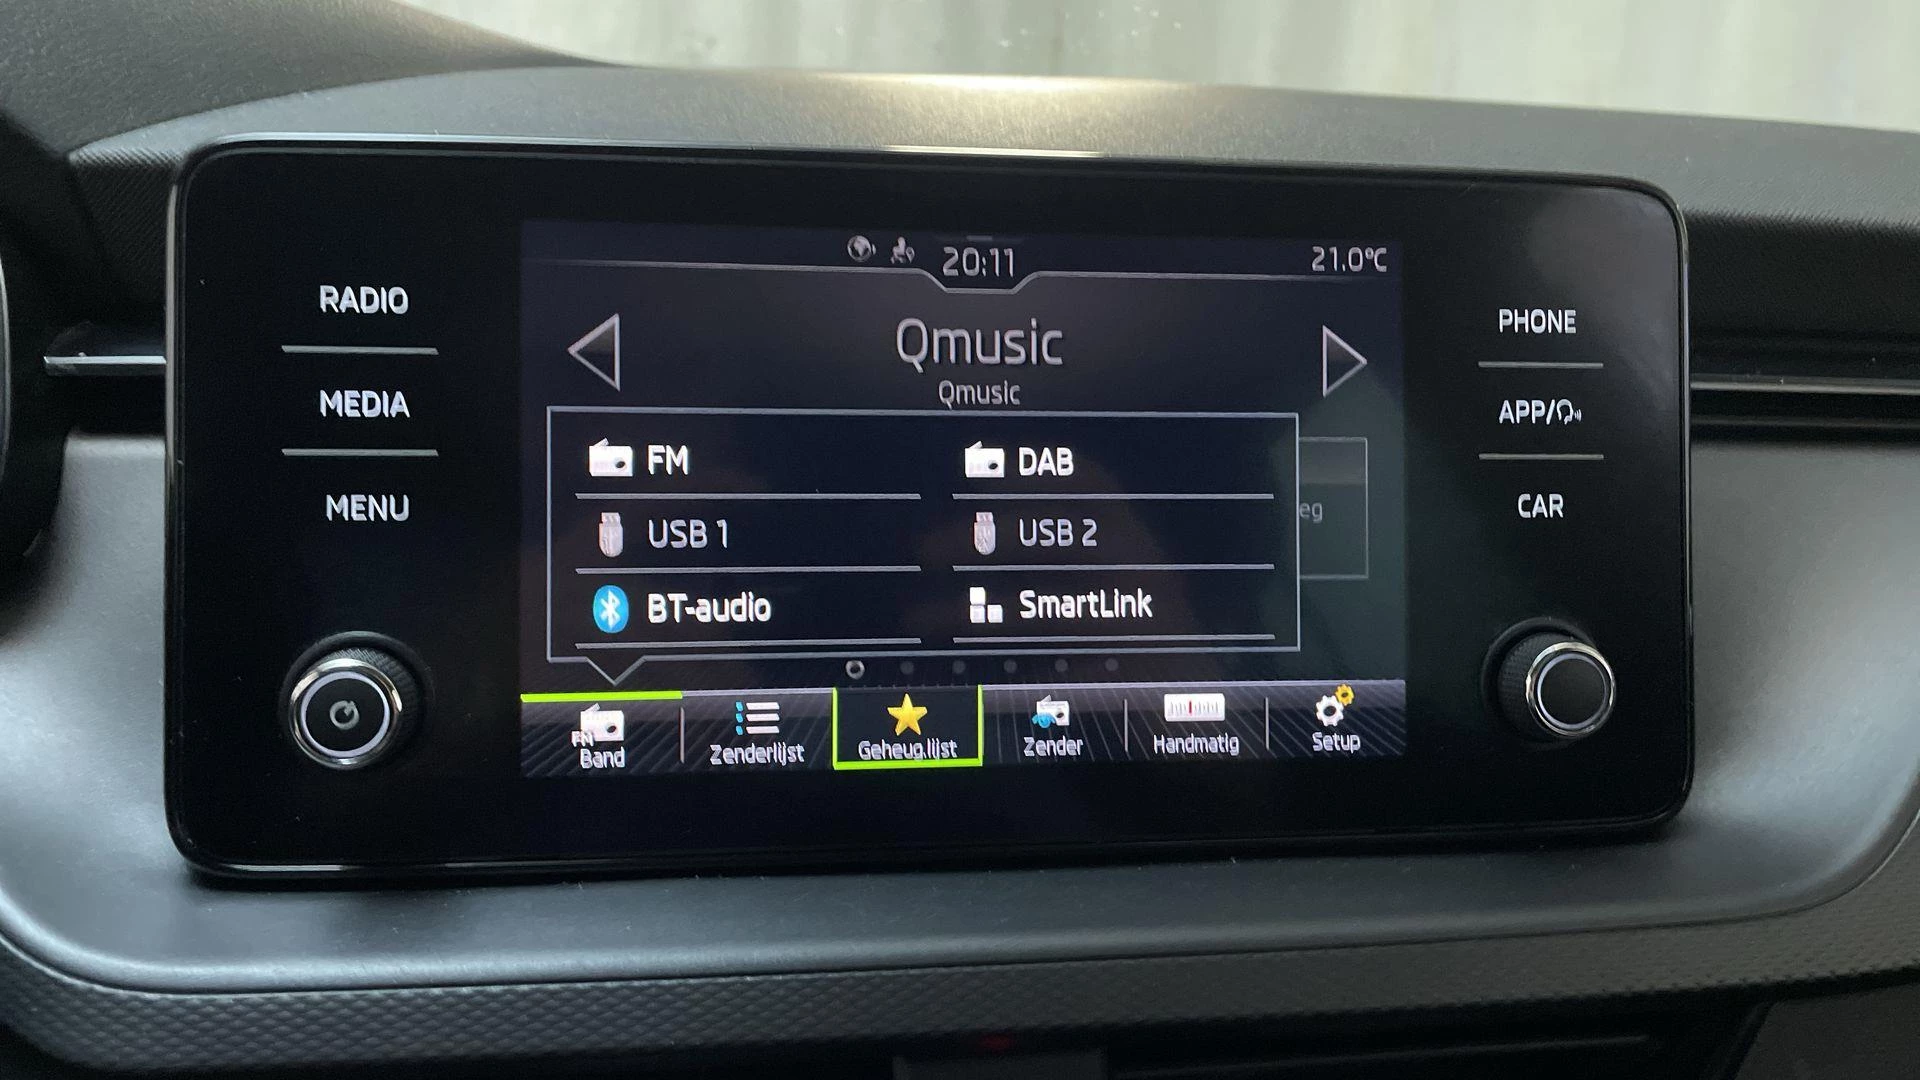 RADIO
MEDIA
MENU
20:11
21.0°C
Qmusic
Qmusic
FM
DAB
USB 1
USB 2
BT-audio
SmartLink
eg
FM
Band
Zenderlijst
Geheug.lijst
Zender
Handmatig
Setup
PHONE
APP/
CAR